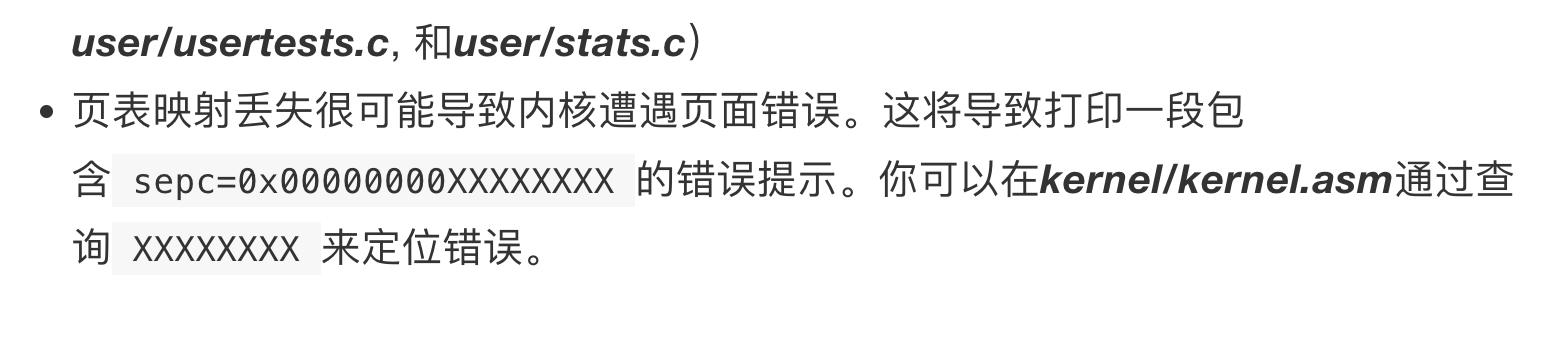 user/usertests.c, 和user/stats.c)
• 页表映射丢失很可能导致内核遭遇页面错误。这将导致打印一段包
含 sepc=0x00000000XXXXXXXX 的错误提示。你可以在kernel/kernel.asm通过查
询 XXXXXXXX 来定位错误。